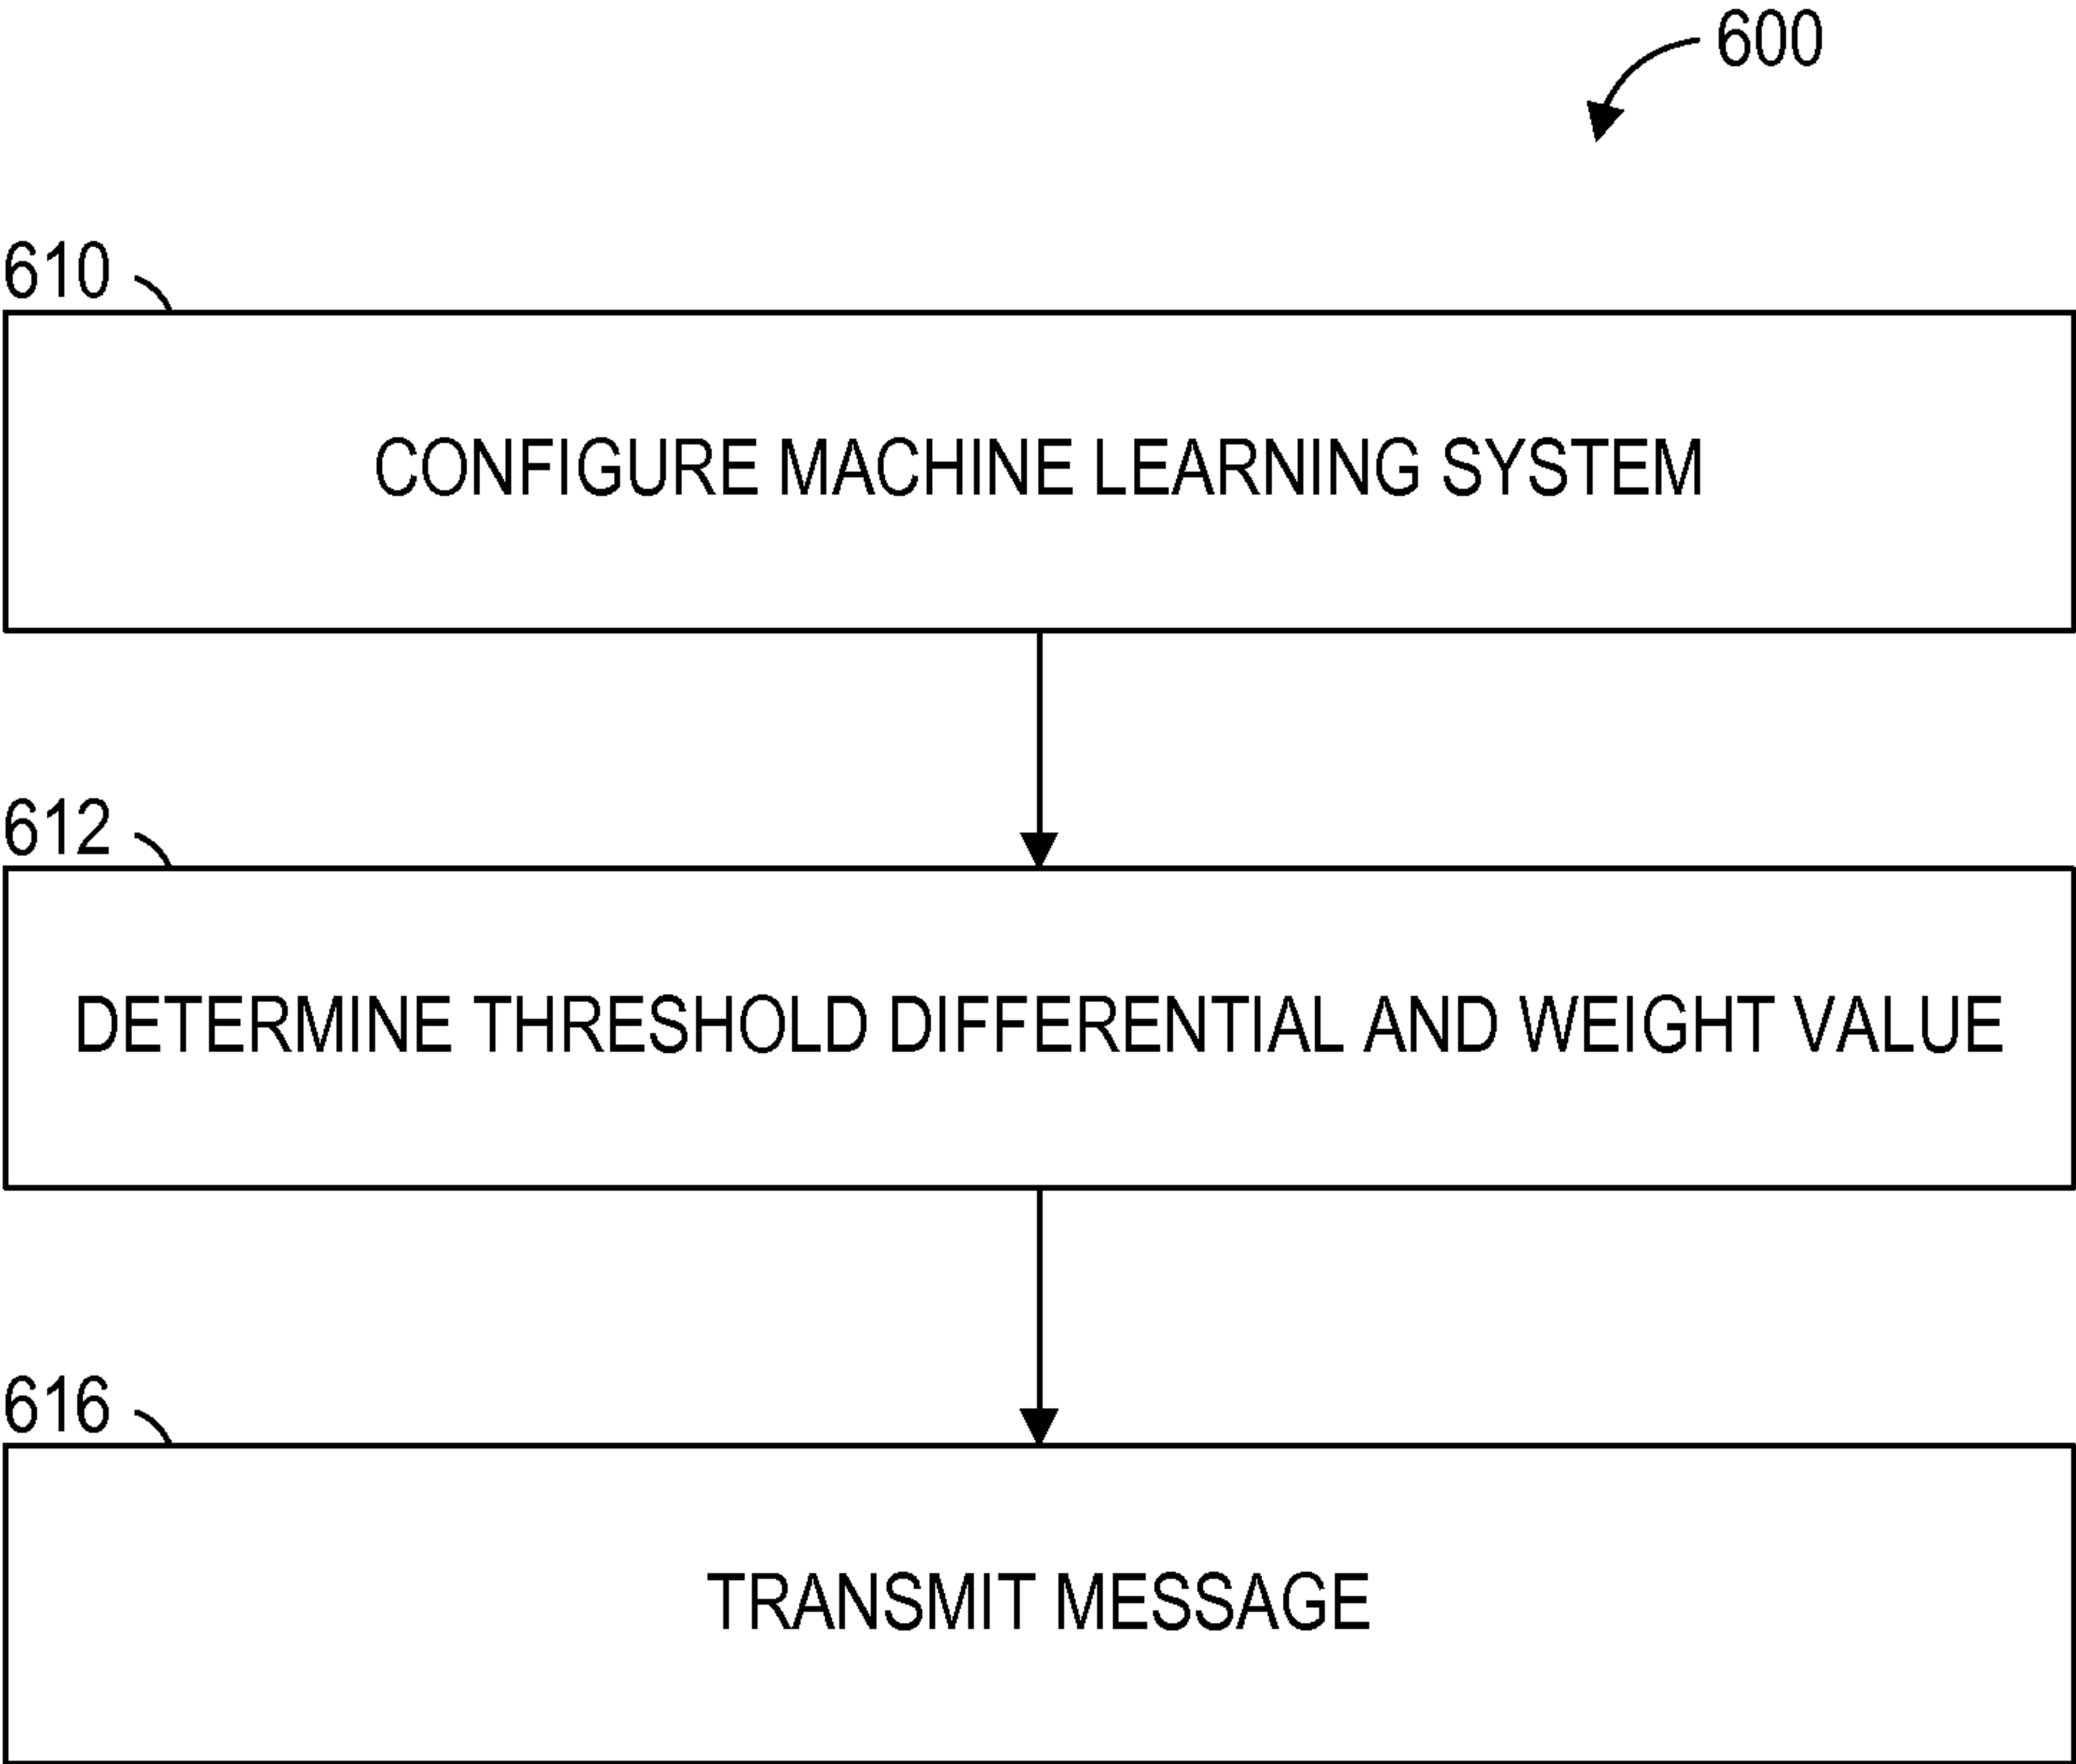 600
610
CONFIGURE MACHINE LEARNING SYSTEM
612
DETERMINE THRESHOLD DIFFERENTIAL AND WEIGHT VALUE
616
TRANSMIT MESSAGE